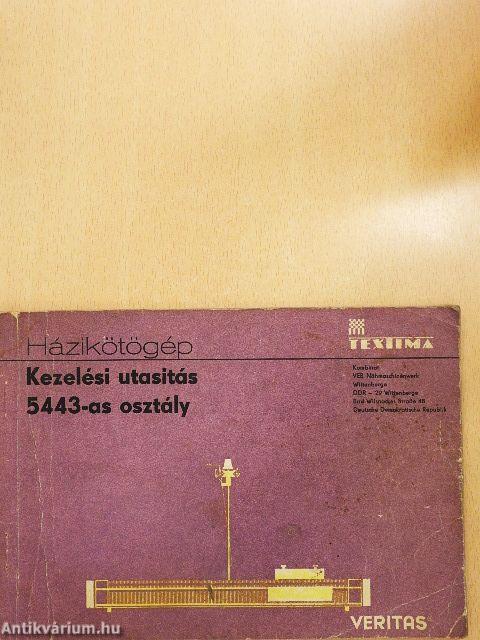 Házikötögép
Kezelési utasitás
5443-as osztály
TEXTIMA
Kombinat
VEB Nähmaschinenwerk
Wittenberge
DDR – 29 Wittenberge
Bad Wilsnacker Straße 48
Deutsche Demokratische Republik
VERITAS
Antikvárium.hu